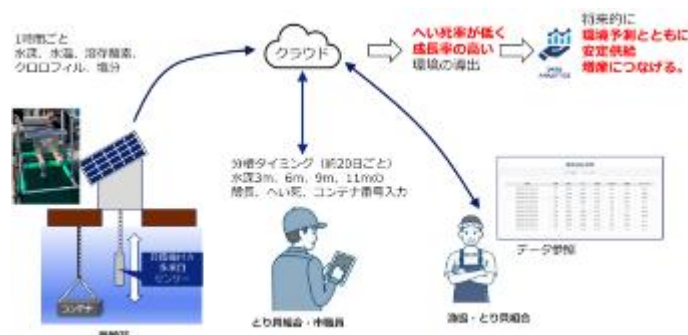 1時間ごと
水深、水温、溶存酸素、
クロロフィル、塩分
クラウド
へい死率が低く
成長率の高い
環境の導出
将来的に
環境予測とともに
安定供給
増産につなげる。
分槽タイミング（約20日ごと）
水深3m、6m、9m、11mの
殻長、へい死、コンテナ番号入力
データ参照
センサー
コンテナ
とり貝組合・市職員
漁協・とり貝組合